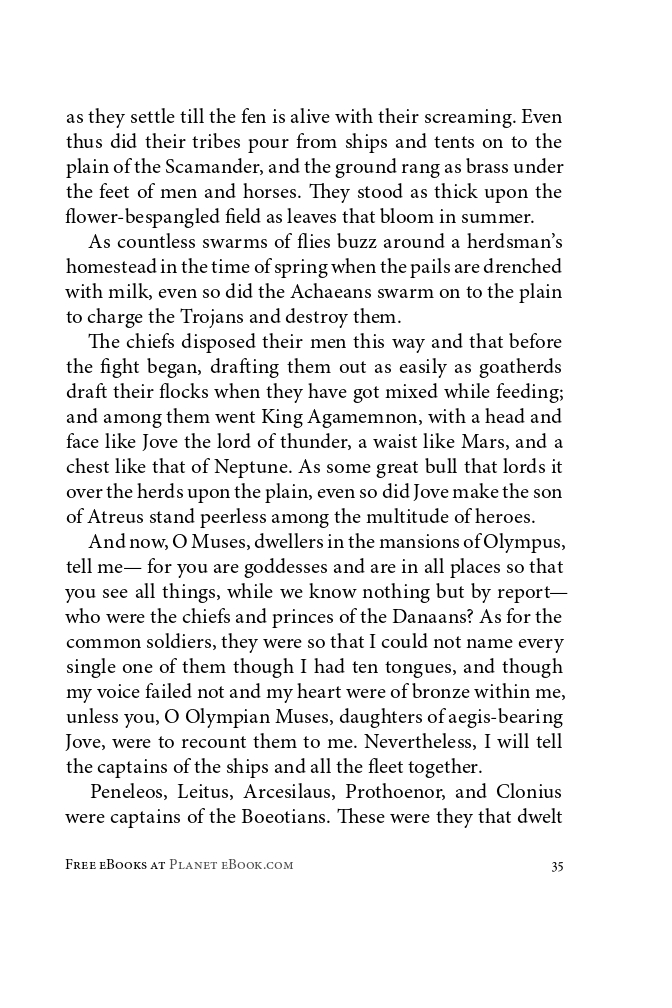 as they settle till the fen is alive with their screaming. Even
thus did their tribes pour from ships and tents on to the
plain of the Scamander, and the ground rang as brass under
the feet of men and horses. They stood as thick upon the
flower-bespangled field as leaves that bloom in summer.
As countless swarms of flies buzz around a herdsman’s
homestead in the time of spring when the pails are drenched
with milk, even so did the Achaeans swarm on to the plain
to charge the Trojans and destroy them.
The chiefs disposed their men this way and that before
the fight began, drafting them out as easily as goatherds
draft their flocks when they have got mixed while feeding;
and among them went King Agamemnon, with a head and
face like Jove the lord of thunder, a waist like Mars, and a
chest like that of Neptune. As some great bull that lords it
over the herds upon the plain, even so did Jove make the son
of Atreus stand peerless among the multitude of heroes.
And now, O Muses, dwellers in the mansions of Olympus,
tell me— for you are goddesses and are in all places so that
you see all things, while we know nothing but by report—
who were the chiefs and princes of the Danaans? As for the
common soldiers, they were so that I could not name every
single one of them though I had ten tongues, and though
my voice failed not and my heart were of bronze within me,
unless you, O Olympian Muses, daughters of aegis-bearing
Jove, were to recount them to me. Nevertheless, I will tell
the captains of the ships and all the fleet together.
Peneleos, Leitus, Arcesilaus, Prothoenor, and Clonius
were captains of the Boeotians. These were they that dwelt
Free eBooks at Planet eBook.com 35